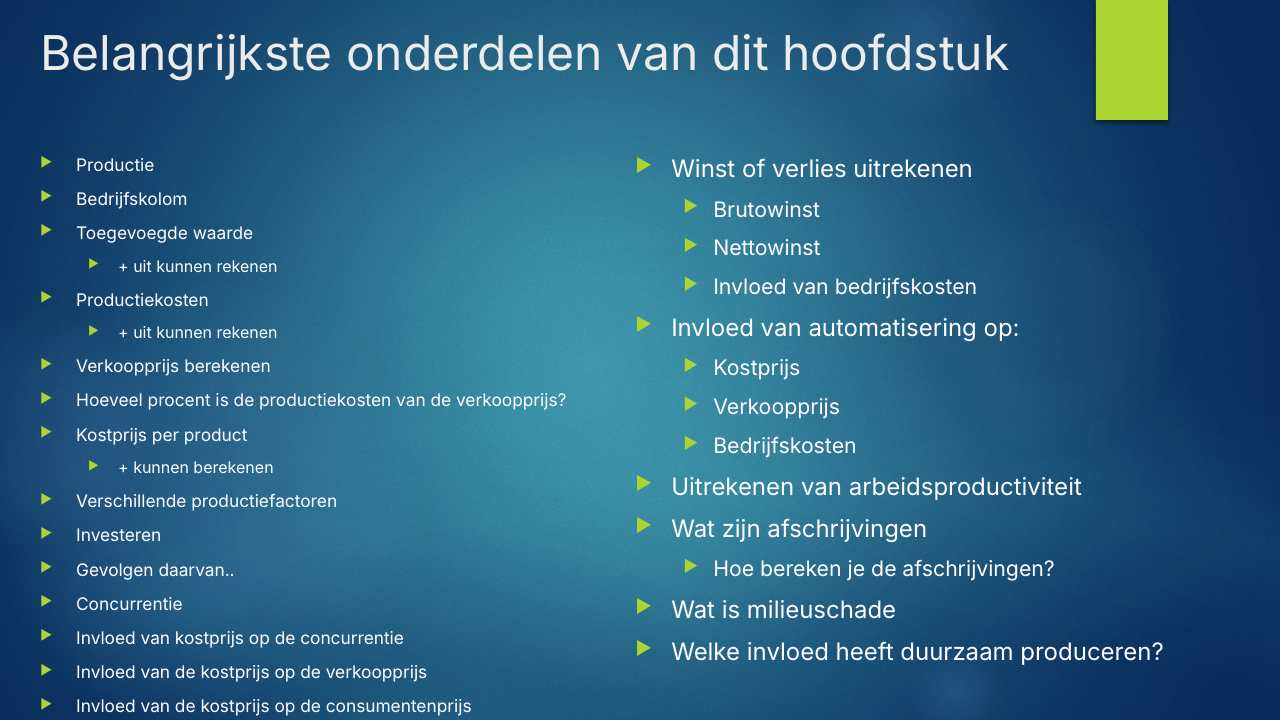 Belangrijkste onderdelen van dit hoofdstuk
Productie
Bedrijfskolom
Toegevoegde waarde
+ uit kunnen rekenen
Productiekosten
+ uit kunnen rekenen
Verkoopprijs berekenen
Hoeveel procent is de productiekosten van de verkoopprijs?
Kostprijs per product
+ kunnen berekenen
Verschillende productiefactoren
Investeren
Gevolgen daarvan..
Concurrentie
Invloed van kostprijs op de concurrentie
Invloed van de kostprijs op de verkoopprijs
Invloed van de kostprijs op de consumentenprijs
Winst of verlies uitrekenen
Brutowinst
Nettowinst
Invloed van bedrijfskosten
Invloed van automatisering op:
Kostprijs
Verkoopprijs
Bedrijfskosten
Uitrekenen van arbeidsproductiviteit
Wat zijn afschrijvingen
Hoe bereken je de afschrijvingen?
Wat is milieuschade
Welke invloed heeft duurzaam produceren?